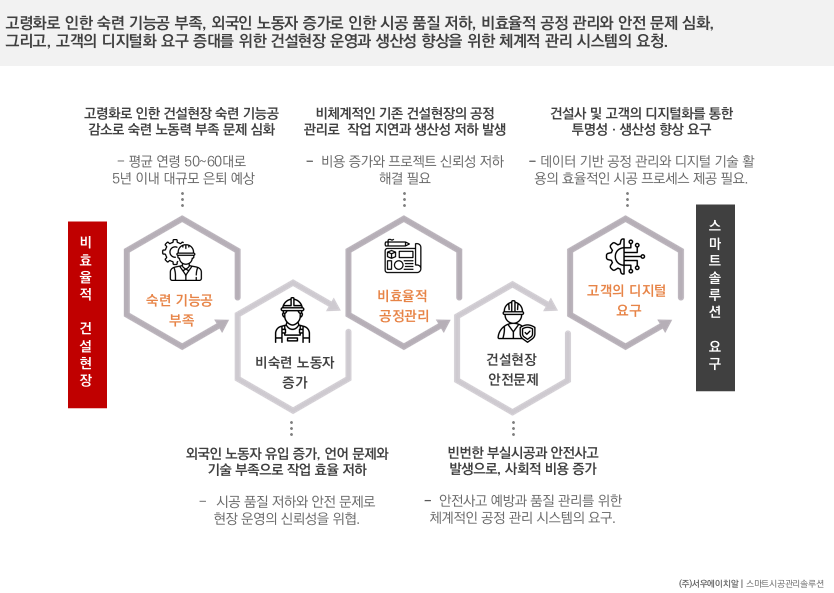 고령화로 인한 숙련 기능공 부족, 외국인 노동자 증가로 인한 시공 품질 저하, 비효율적 공정 관리와 안전 문제 심화,
그리고, 고객의 디지털화 요구 증대를 위한 건설현장 운영과 생산성 향상을 위한 체계적 관리 시스템의 요청.
고령화로 인한 건설현장 숙련 기능공
감소로 숙련 노동력 부족 문제 심화
– 평균 연령 50~60대로
5년 이내 대규모 은퇴 예상
비체계적인 기존 건설현장의 공정
관리로 작업 지연과 생산성 저하 발생
– 비용 증가와 프로젝트 신뢰성 저하
해결 필요
건설사 및 고객의 디지털화를 통한
투명성 · 생산성 향상 요구
– 데이터 기반 공정 관리와 디지털 기술 활
용의 효율적인 시공 프로세스 제공 필요.
비효율적 건설현장
숙련 기능공
부족
비숙련 노동자
증가
비효율적
공정관리
건설현장
안전문제
고객의 디지털
요구
스마트솔루션 요구
외국인 노동자 유입 증가, 언어 문제와
기술 부족으로 작업 효율 저하
– 시공 품질 저하와 안전 문제로
현장 운영의 신뢰성을 위협.
빈번한 부실시공과 안전사고
발생으로, 사회적 비용 증가
– 안전사고 예방과 품질 관리를 위한
체계적인 공정 관리 시스템의 요구.
(주)서우에이치알 | 스마트시공관리솔루션